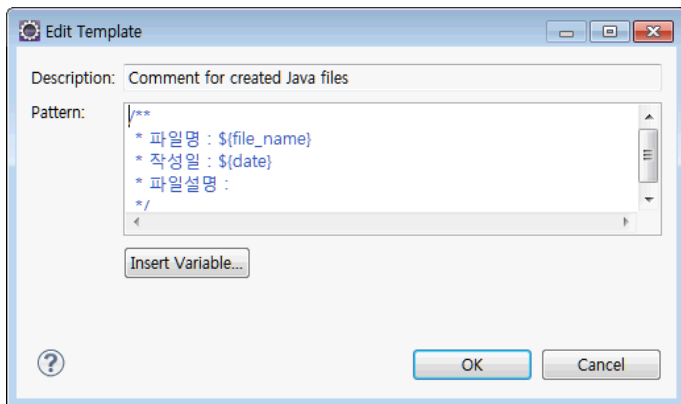 Edit Template
Description: Comment for created Java files
Pattern:
/**
* 파일명 : ${file_name}
* 작성일 : ${date}
* 파일설명 :
*/
Insert Variable...
?
OK Cancel